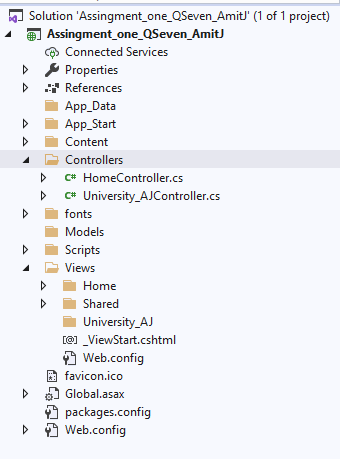 Solution 'Assingment_one_QSeven_AmitJ' (1 of 1 project)
Assingment_one_QSeven_AmitJ
Connected Services
Properties
References
App_Data
App_Start
Content
Controllers
C# HomeController.cs
C# University_AJController.cs
fonts
Models
Scripts
Views
Home
Shared
University_AJ
[@] _ViewStart.cshtml
Web.config
favicon.ico
Global.asax
packages.config
Web.config